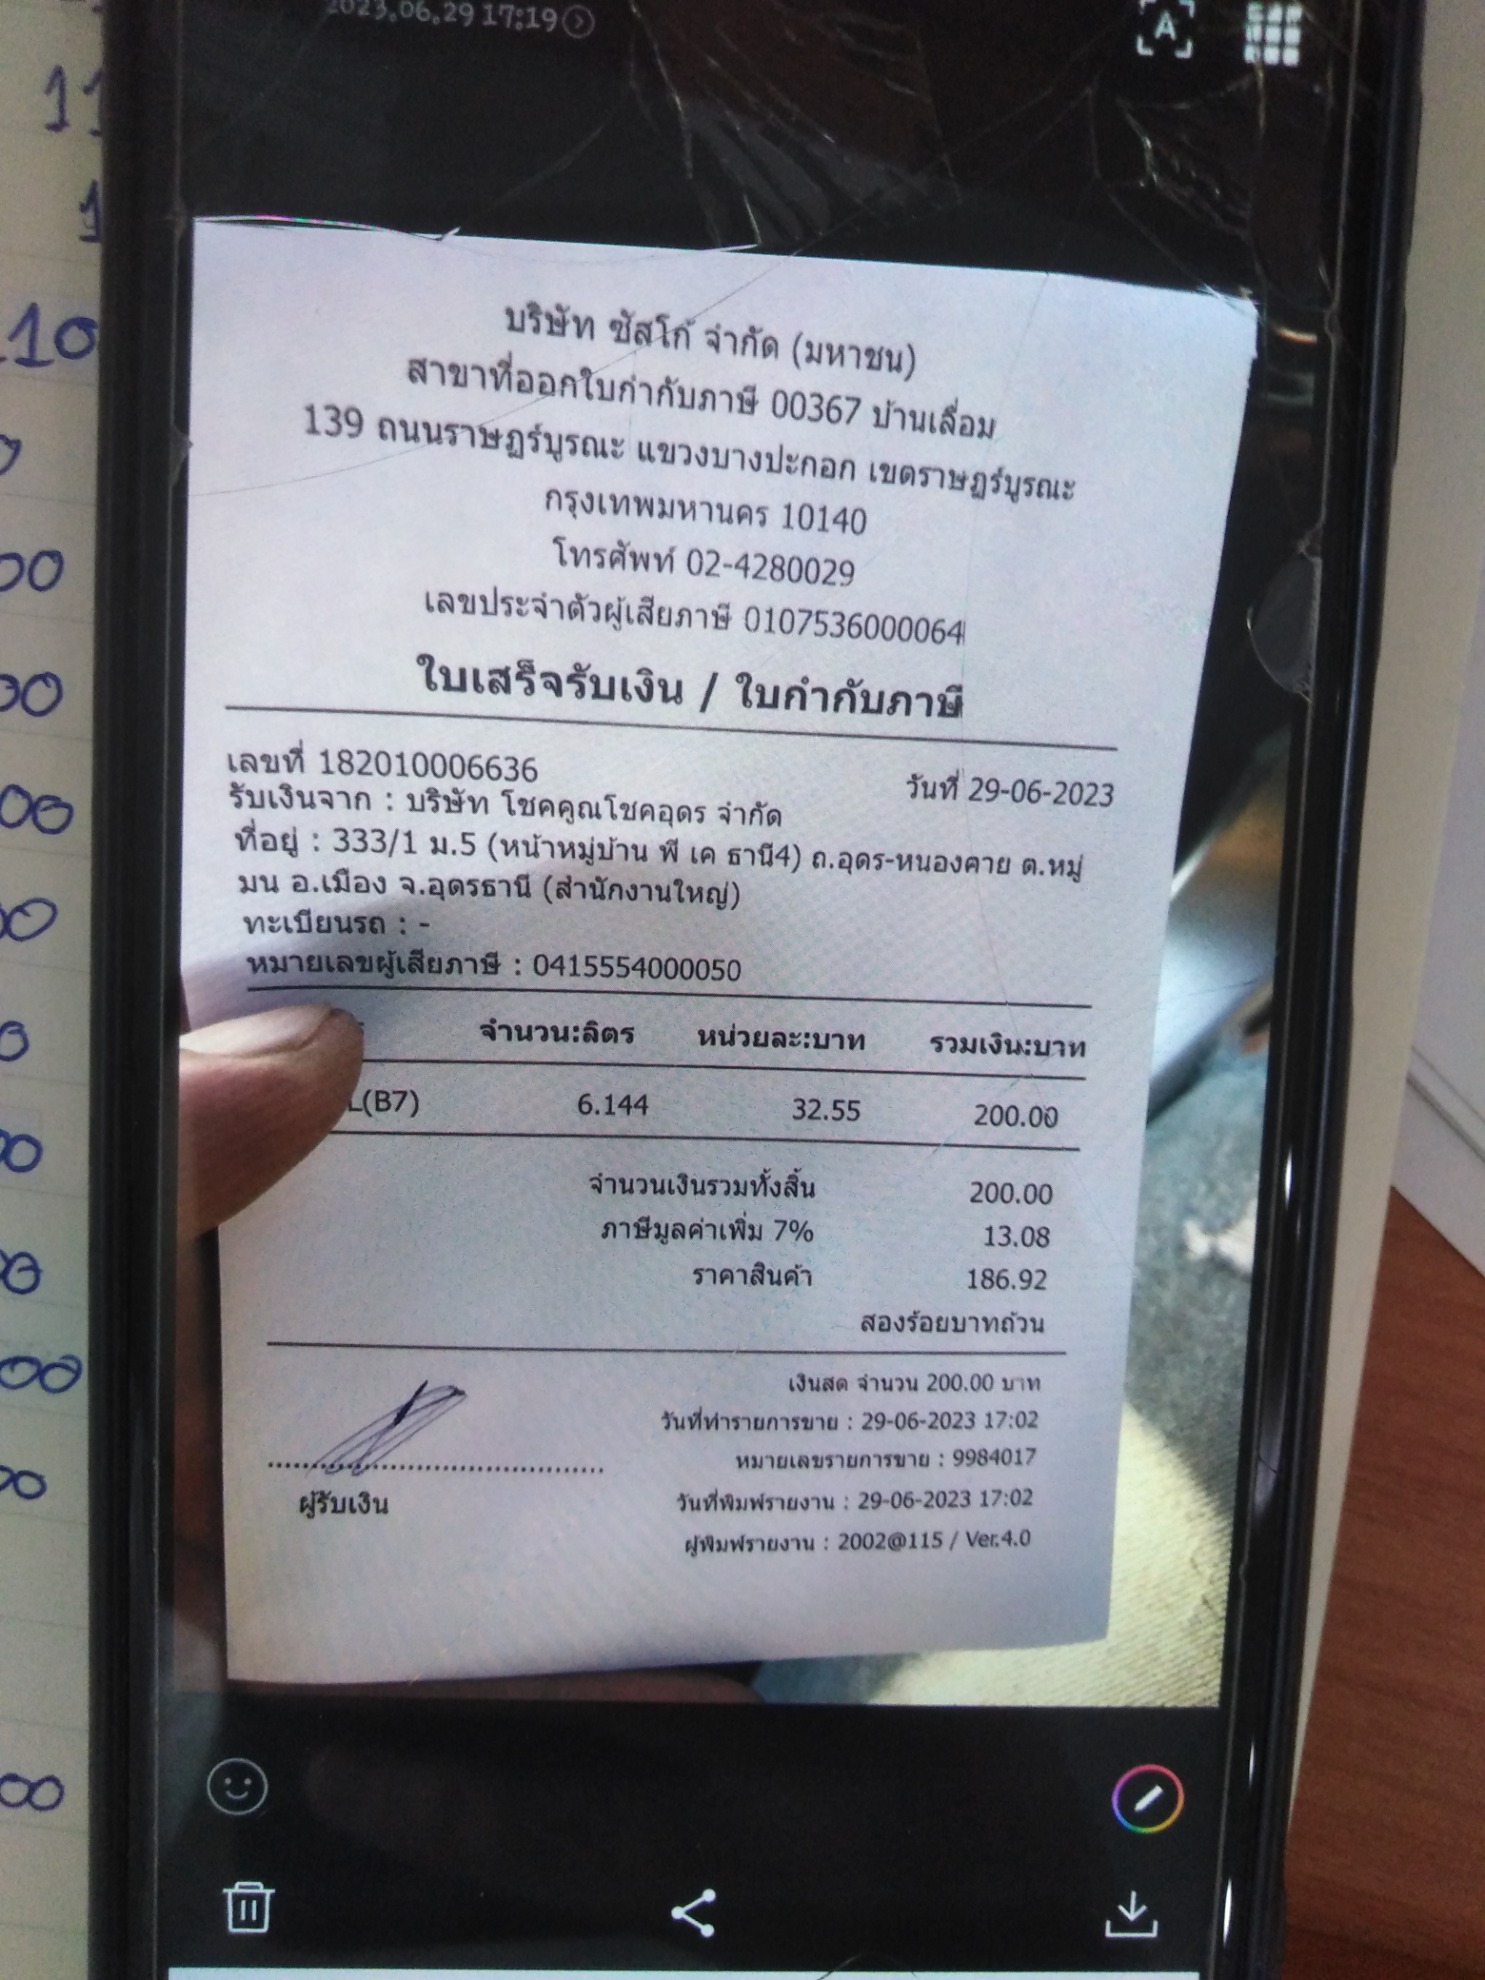 2023.06.29 17:19
A
บริษัท ซัสโก้ จำกัด (มหาชน)
สาขาที่ออกใบกำกับภาษี 00367 บ้านเลื่อม
139 ถนนราษฎร์บูรณะ แขวงบางปะกอก เขตราษฎร์บูรณะ
กรุงเทพมหานคร 10140
โทรศัพท์ 02-4280029
เลขประจำตัวผู้เสียภาษี 0107536000064
ใบเสร็จรับเงิน / ใบกำกับภาษี
เลขที่ 182010006636 วันที่ 29-06-2023
รับเงินจาก : บริษัท โชคคูณโชคอุดร จำกัด
ที่อยู่ : 333/1 ม.5 (หน้าหมู่บ้าน พี เค ธานี4) ถ.อุดร-หนองคาย ต.หมู่
มน อ.เมือง จ.อุดรธานี (สำนักงานใหญ่)
ทะเบียนรถ : -
หมายเลขผู้เสียภาษี : 0415554000050
จำนวน:ลิตร หน่วยละ:บาท รวมเงิน:บาท
L(B7) 6.144 32.55 200.00
จำนวนเงินรวมทั้งสิ้น 200.00
ภาษีมูลค่าเพิ่ม 7% 13.08
ราคาสินค้า 186.92
สองร้อยบาทถ้วน
เงินสด จำนวน 200.00 บาท
วันที่ทำรายการขาย : 29-06-2023 17:02
หมายเลขรายการขาย : 9984017
ผู้รับเงิน วันที่พิมพ์รายงาน : 29-06-2023 17:02
ผู้พิมพ์รายงาน : 2002@115 / Ver.4.0